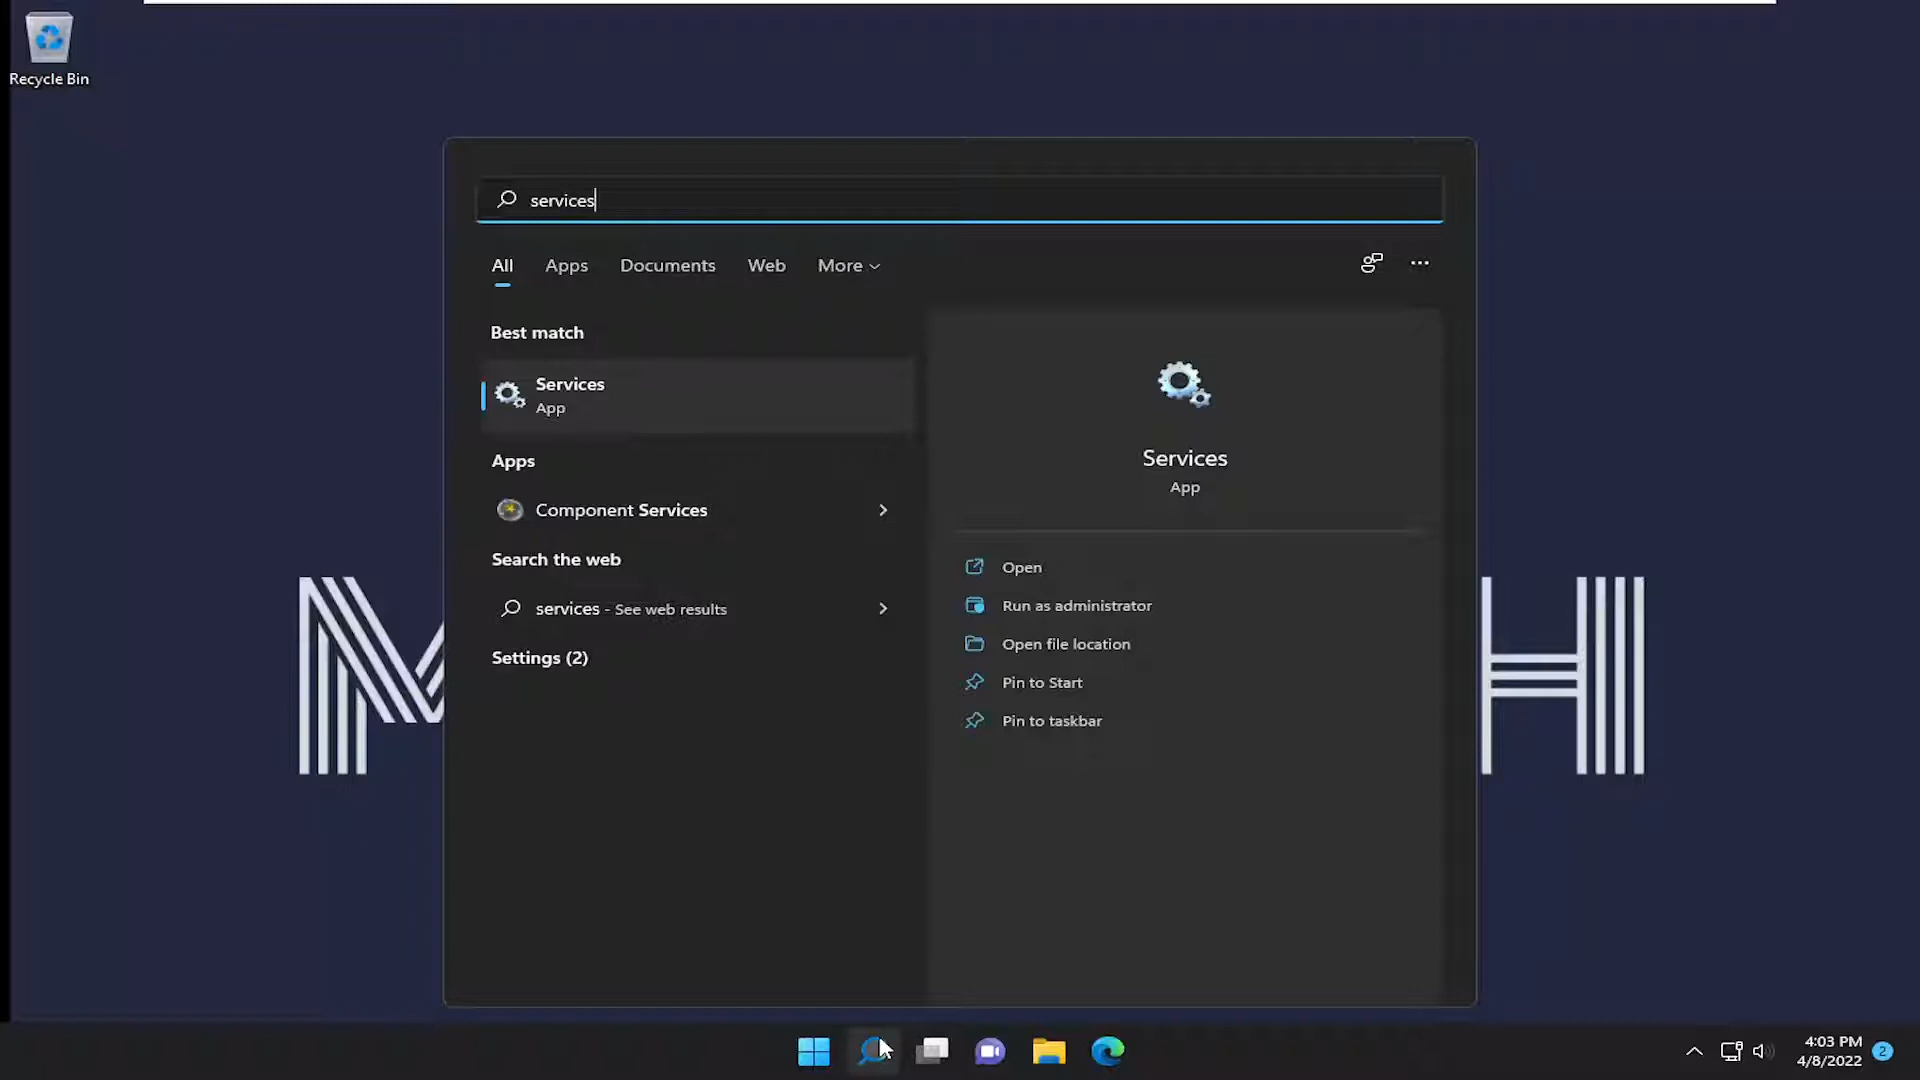 Recycle Bin
services
All Apps Documents Web More
Best match
Services
App
Apps
Component Services
Search the web
services - See web results
Settings (2)
Services
App
Open
Run as administrator
Open file location
Pin to Start
Pin to taskbar
M
H
4:03 PM
4/8/2022
2